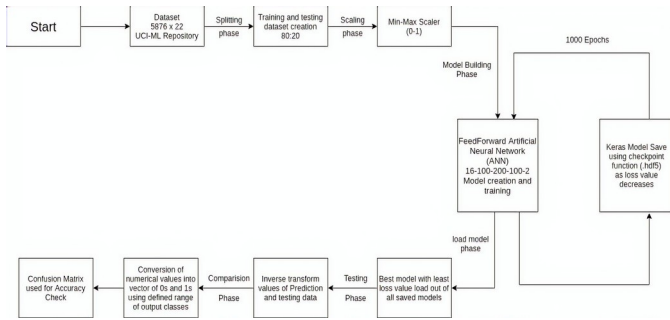 Start
Dataset
5876 x 22
UCI-ML Repository
Splitting
phase
Training and testing
dataset creation
80:20
Scaling
phase
Min-Max Scaler
(0-1)
Model Building
Phase
1000 Epochs
FeedForward Artificial
Neural Network
(ANN)
16-100-200-100-2
Model creation and
training
Keras Model Save
using checkpoint
function (.hdf5)
as loss value
decreases
load model
phase
Best model with least
loss value load out of
all saved models
Testing
Phase
Inverse transform
values of Prediction
and testing data
Comparision
Phase
Conversion of
numerical values into
vector of 0s and 1s
using defined range
of output classes
Confusion Matrix
used for Accuracy
Check